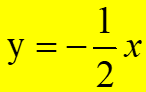 y = −1/2 x